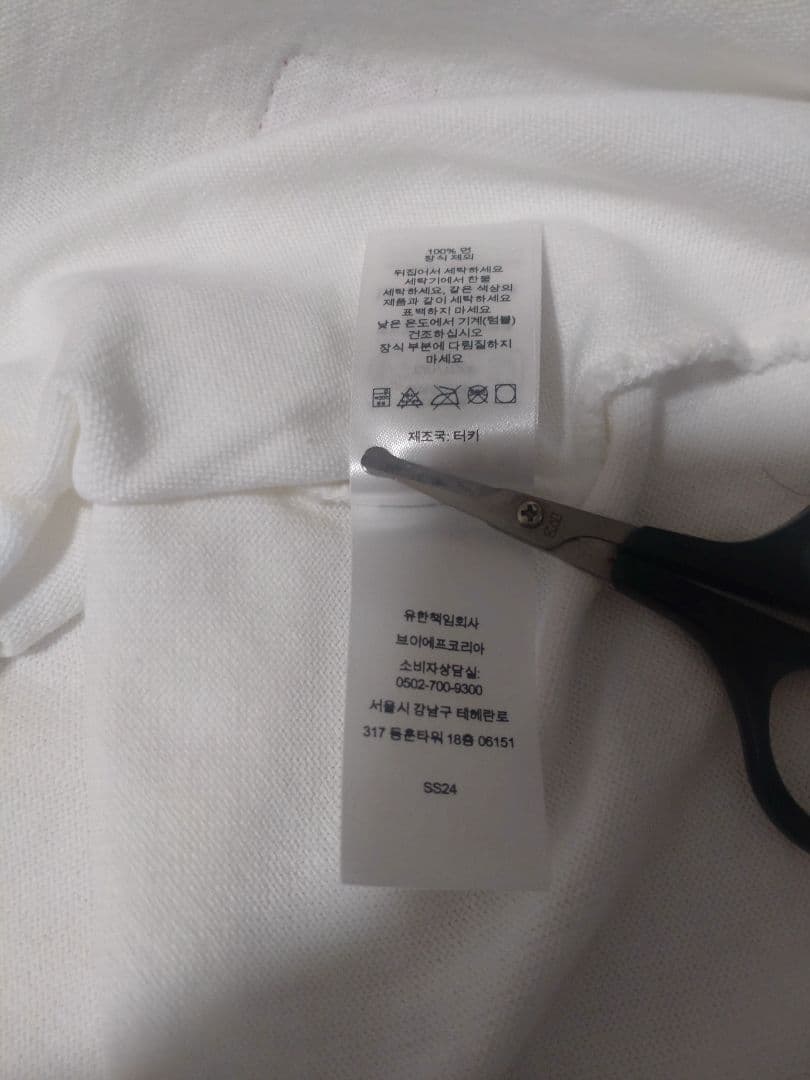 100% 면
장식 제외
뒤집어서 세탁하세요
세탁기에서 찬물
세탁하세요, 같은 색상의
제품과 같이 세탁하세요
표백하지 마세요
낮은 온도에서 기계(텀블)
건조하십시오
장식 부분에 다림질하지
마세요
제조국: 터키
유한책임회사
브이에프코리아
소비자상담실:
0502-700-9300
서울시 강남구 테헤란로
317 동훈타워 18층 06151
SS24